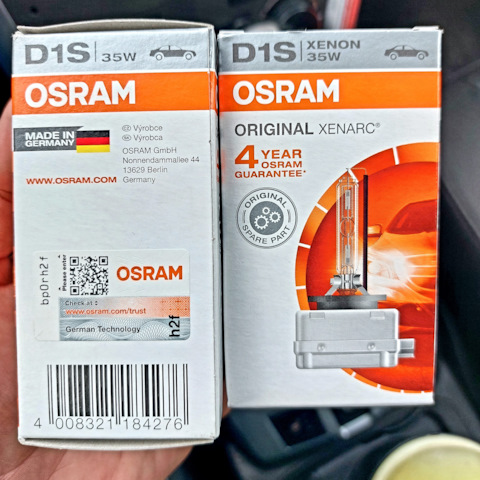 D1S 35W
OSRAM
MADE IN
GERMANY
Výrobce
Výrobca
OSRAM GmbH
Nonnendammallee 44
13629 Berlin
Germany
WWW.OSRAM.COM
bp0rh2f
Please enter
OSRAM
Check at :
www.osram.com/trust
German Technology
h2f
4 008321 184276
D1S XENON
35W
OSRAM
ORIGINAL XENARC®
4 YEAR
OSRAM
GUARANTEE*
ORIGINAL
SPARE PART